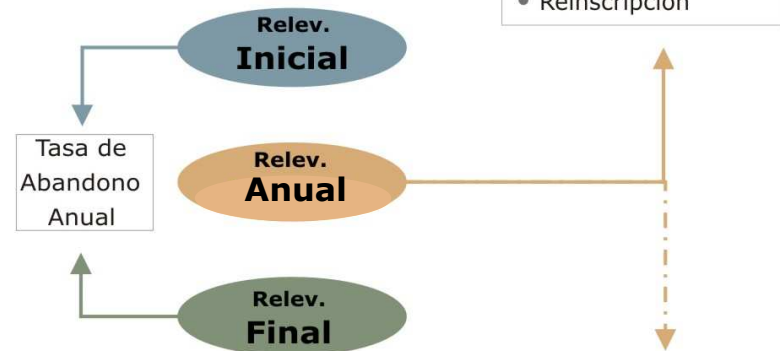 • Reinscripción
Relev.
Inicial
Tasa de
Abandono
Anual
Relev.
Anual
Relev.
Final